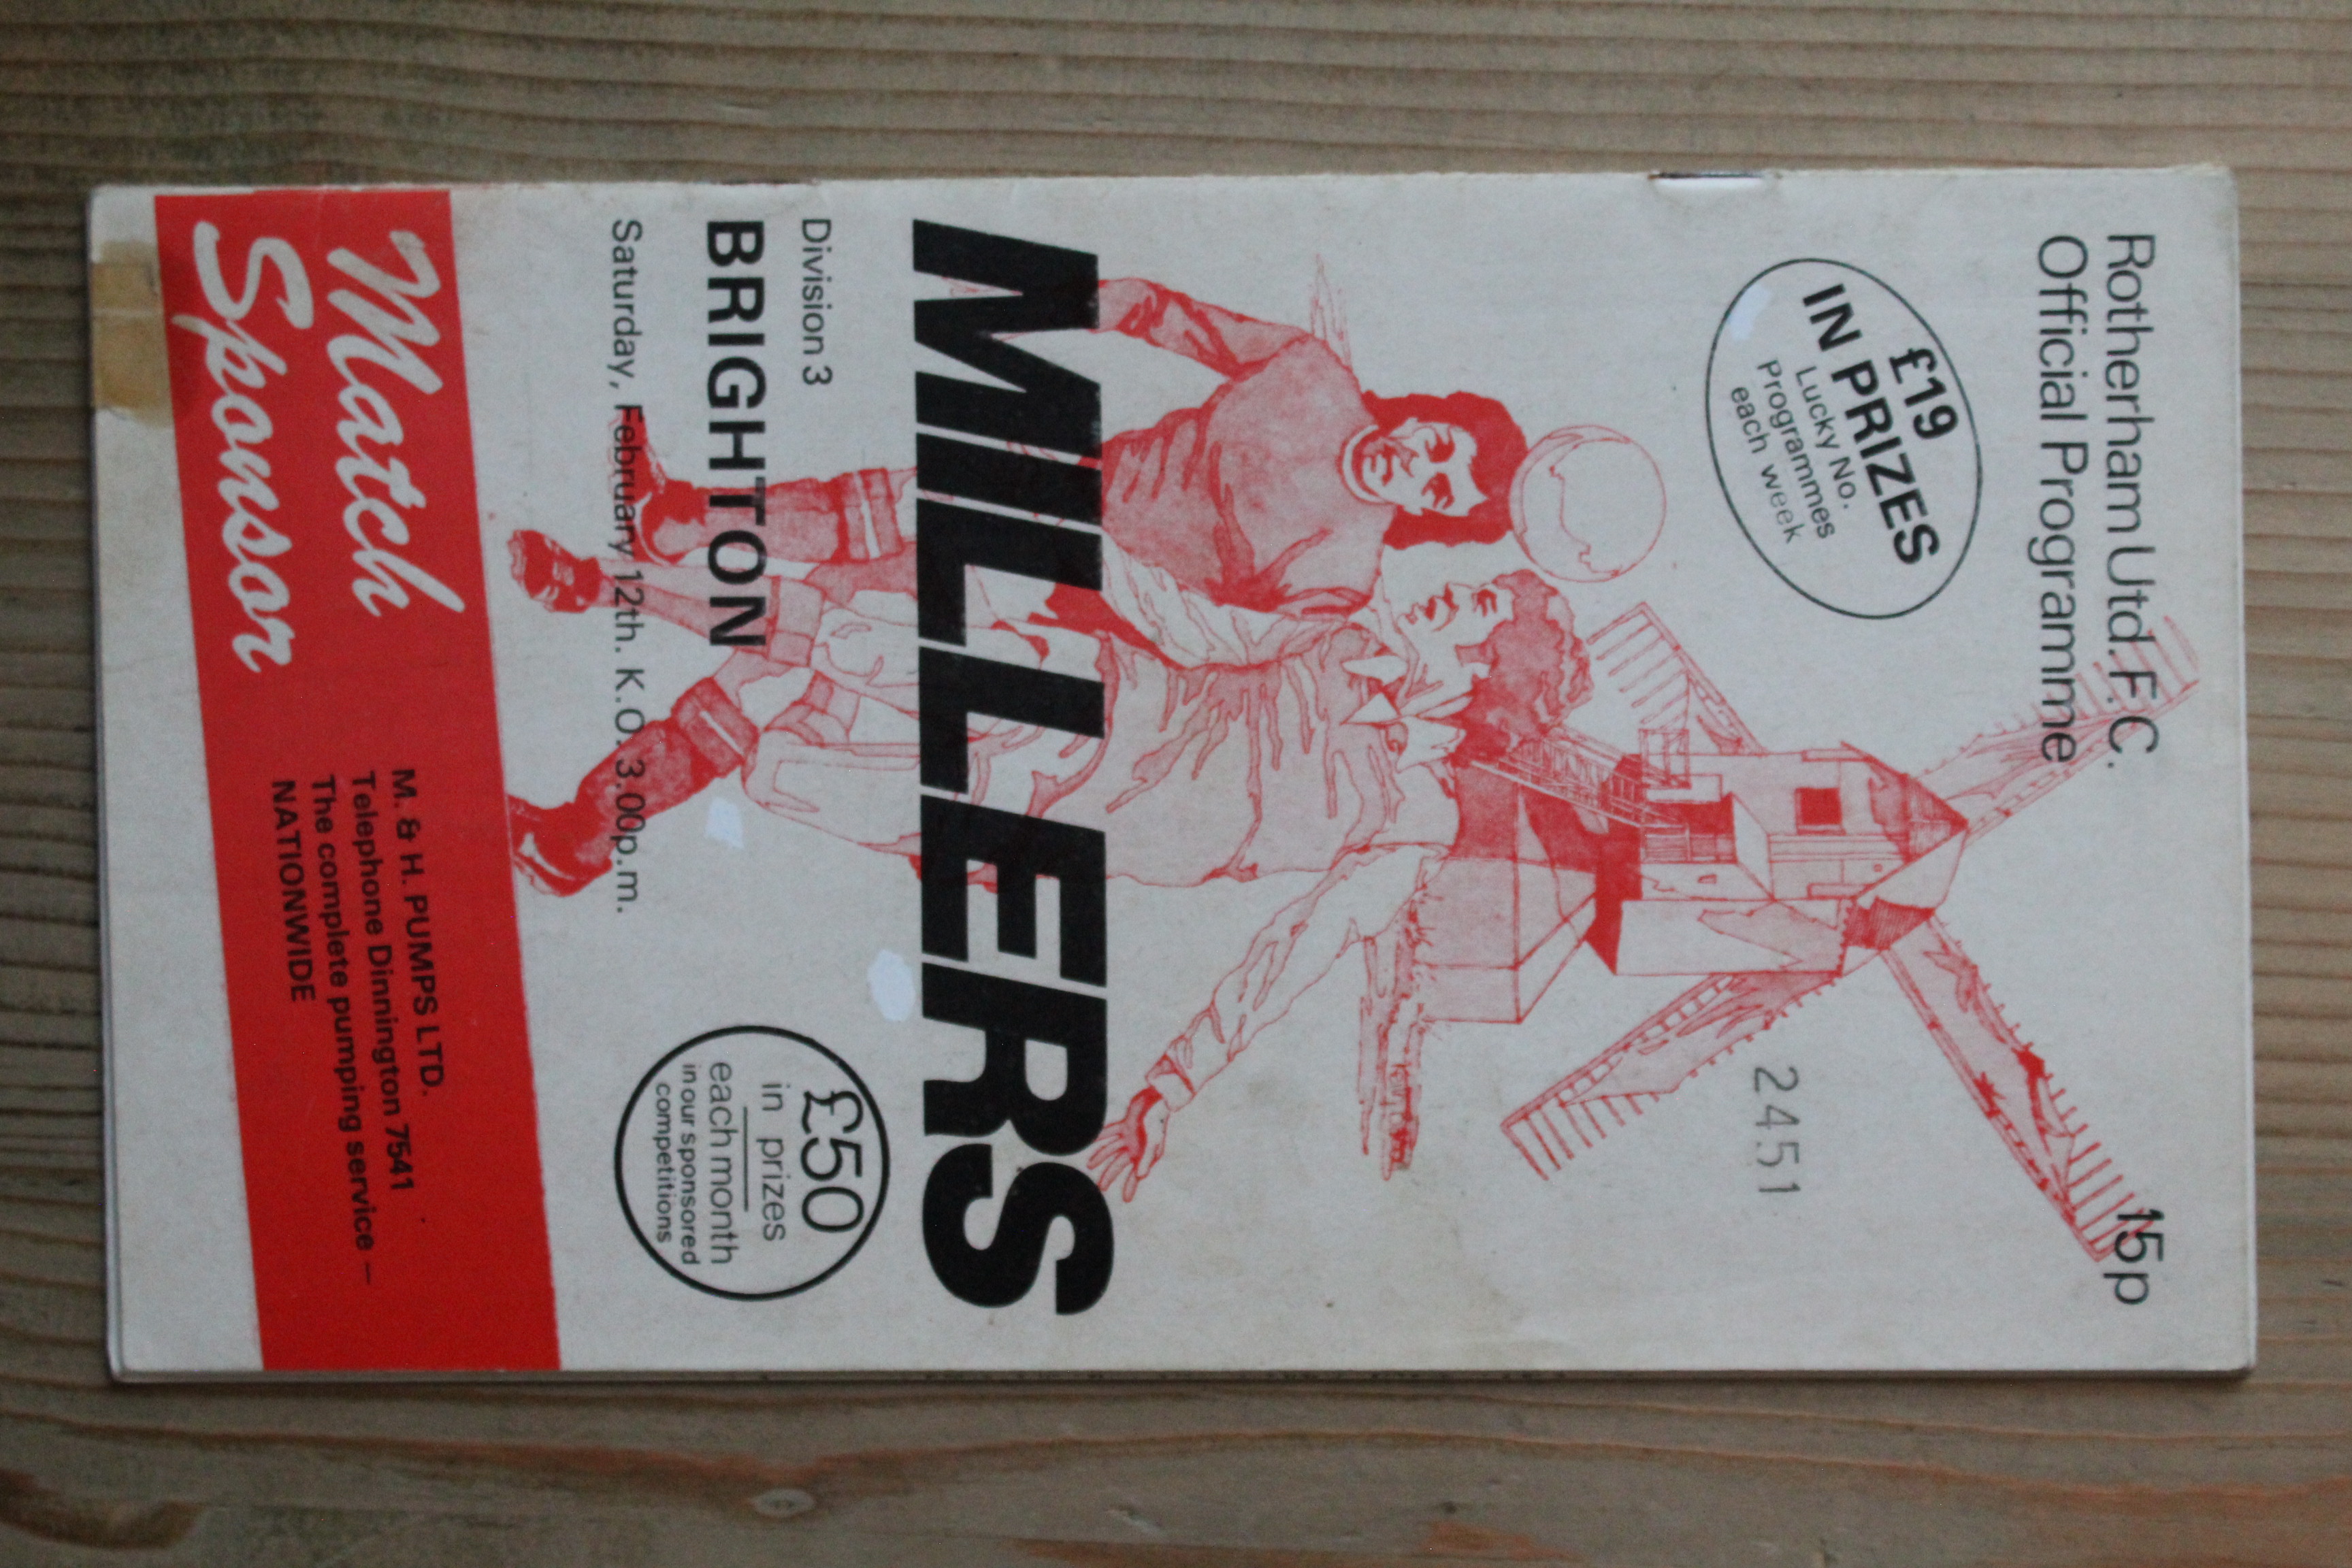 Rotherham Utd. F.C.
Official Programme
15p
£19
IN PRIZES
Lucky No.
Programmes
each week
2451
MILLERS
Division 3
BRIGHTON
Saturday, February 12th. K.O. 3.00p.m.
£50
in prizes
each month
in our sponsored
competitions
Match
Sponsor
M. & H. PUMPS LTD.
Telephone Dinnington 7541
The complete pumping service —
NATIONWIDE